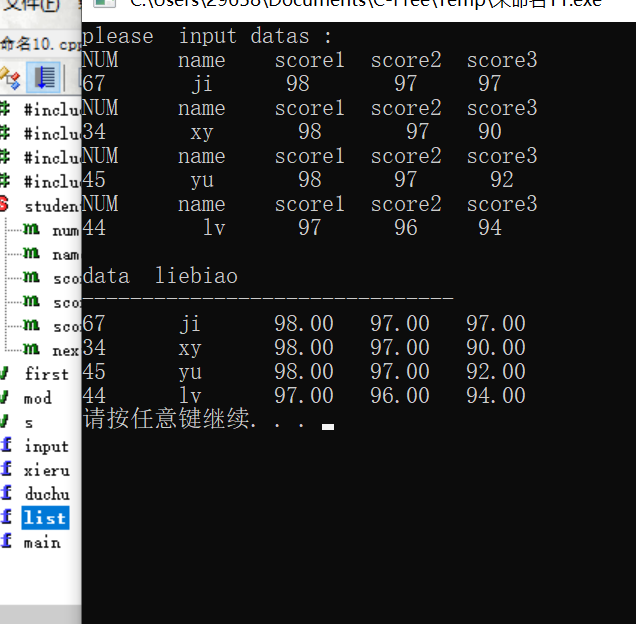 文件(F)
C:\Users\29058\Documents\C-Free\Temp\未命名11.exe
命名10.cpp
please input datas :
NUM name score1 score2 score3
67 ji 98 97 97
NUM name score1 score2 score3
34 xy 98 97 90
NUM name score1 score2 score3
45 yu 98 97 92
NUM name score1 score2 score3
44 lv 97 96 94
data liebiao
-------------------------------
67 ji 98.00 97.00 97.00
34 xy 98.00 97.00 90.00
45 yu 98.00 97.00 92.00
44 lv 97.00 96.00 94.00
请按任意键继续. . .
#inclu
#inclu
#inclu
#inclu
student
num
nam
sco
sco
sco
nex
first
mod
s
input
xieru
duchu
list
main